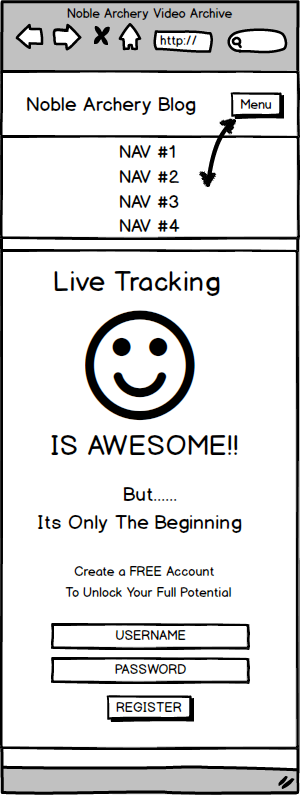 Noble Archery Video Archive
http://
Noble Archery Blog
Menu
NAV #1
NAV #2
NAV #3
NAV #4
Live Tracking
IS AWESOME!!
But......
Its Only The Beginning
Create a FREE Account
To Unlock Your Full Potential
USERNAME
PASSWORD
REGISTER